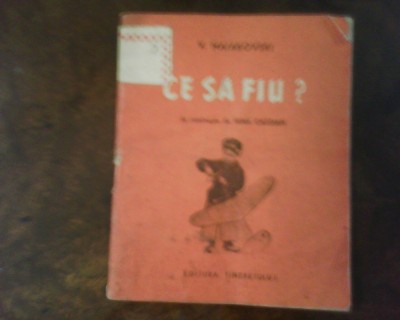 V. MAIAKOVSKI
CE SA FIU ?
EDITURA TINERETULUI